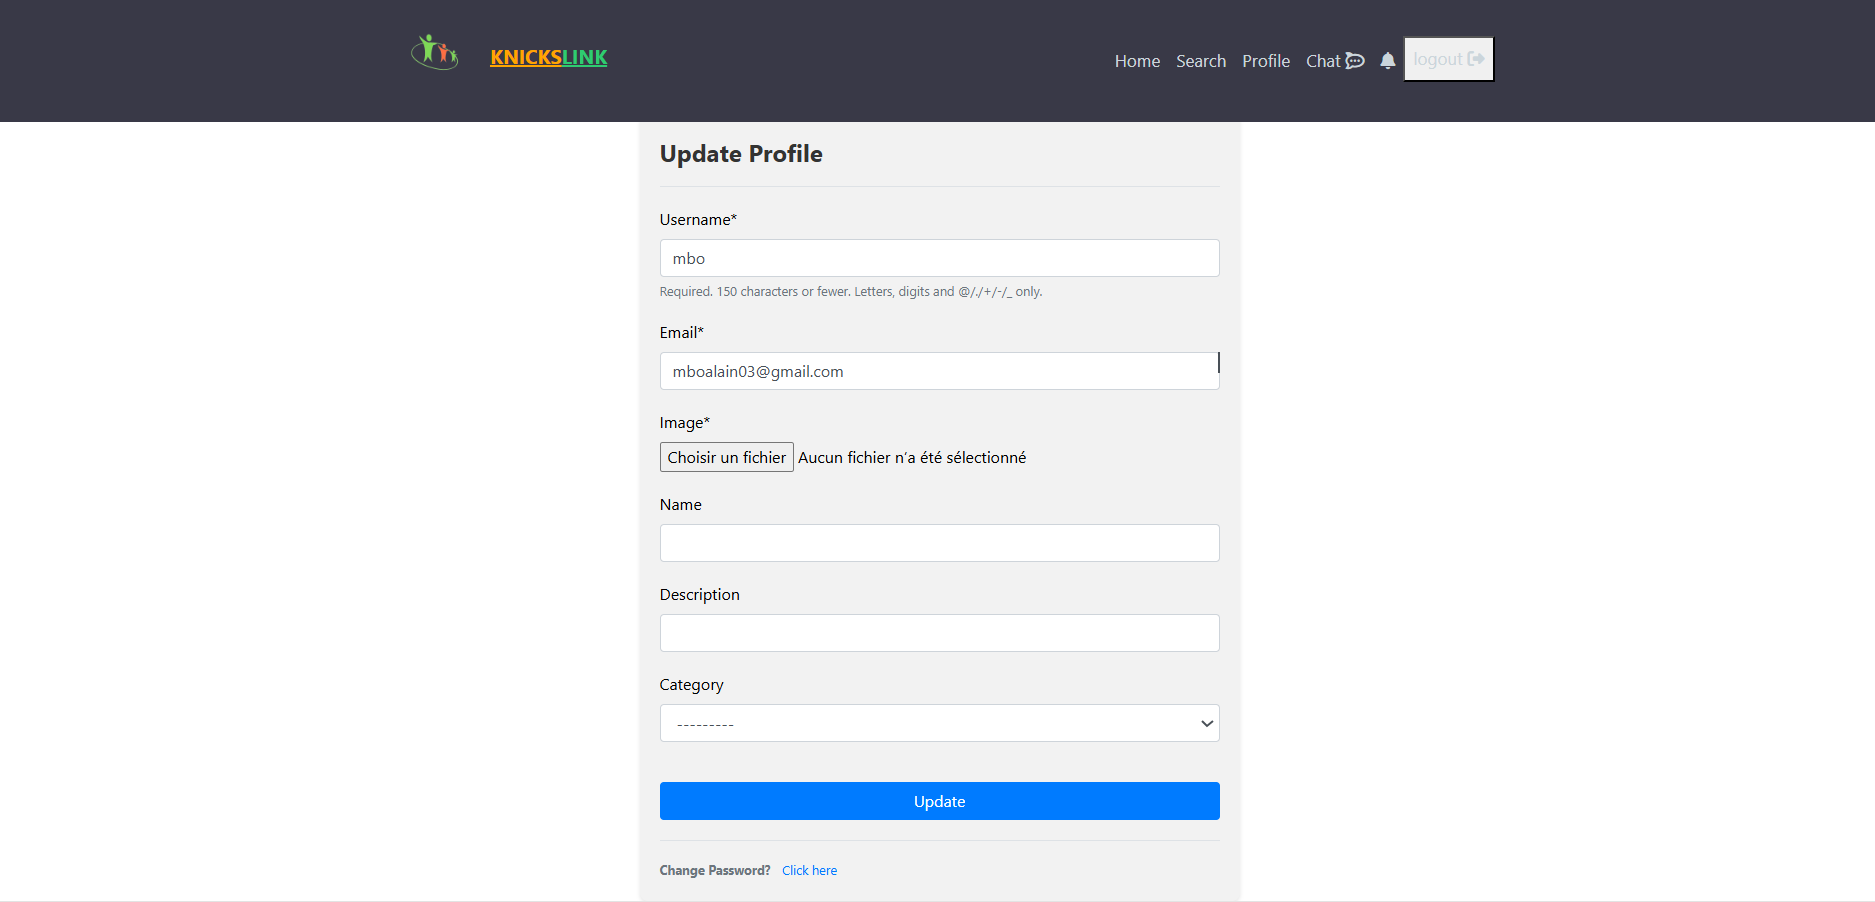 KNICKSLINK
Home Search Profile Chat logout
Update Profile
Username*
mbo
Required. 150 characters or fewer. Letters, digits and @/./+/-/_ only.
Email*
mboalain03@gmail.com
Image*
Choisir un fichier Aucun fichier n’a été sélectionné
Name
Description
Category
---------
Update
Change Password? Click here